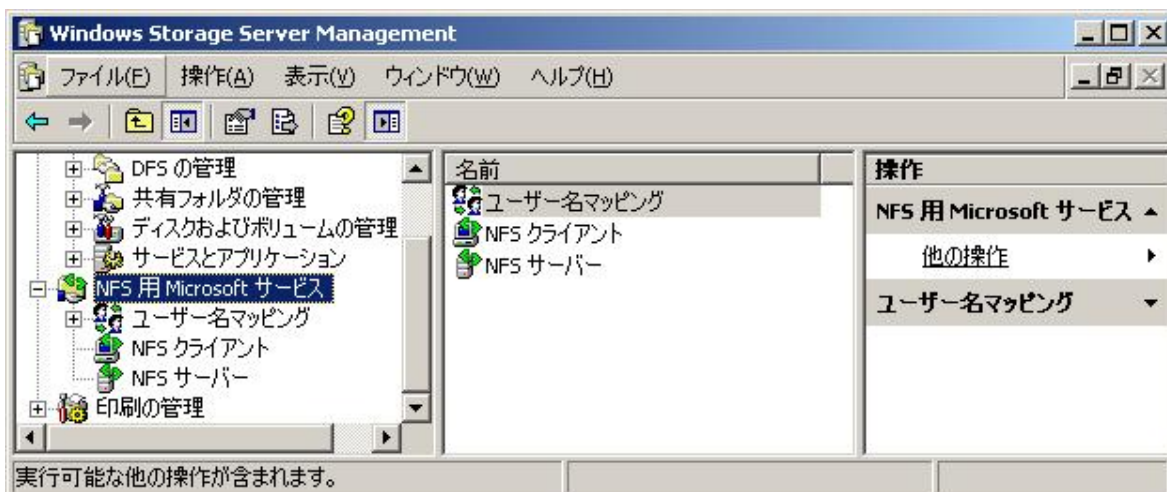 Windows Storage Server Management
ファイル(F) 操作(A) 表示(V) ウィンドウ(W) ヘルプ(H)
DFS の管理
共有フォルダの管理
ディスクおよびボリュームの管理
サービスとアプリケーション
NFS 用 Microsoft サービス
ユーザー名マッピング
NFS クライアント
NFS サーバー
印刷の管理
名前
ユーザー名マッピング
NFS クライアント
NFS サーバー
操作
NFS 用 Microsoft サービス
他の操作
ユーザー名マッピング
実行可能な他の操作が含まれます。